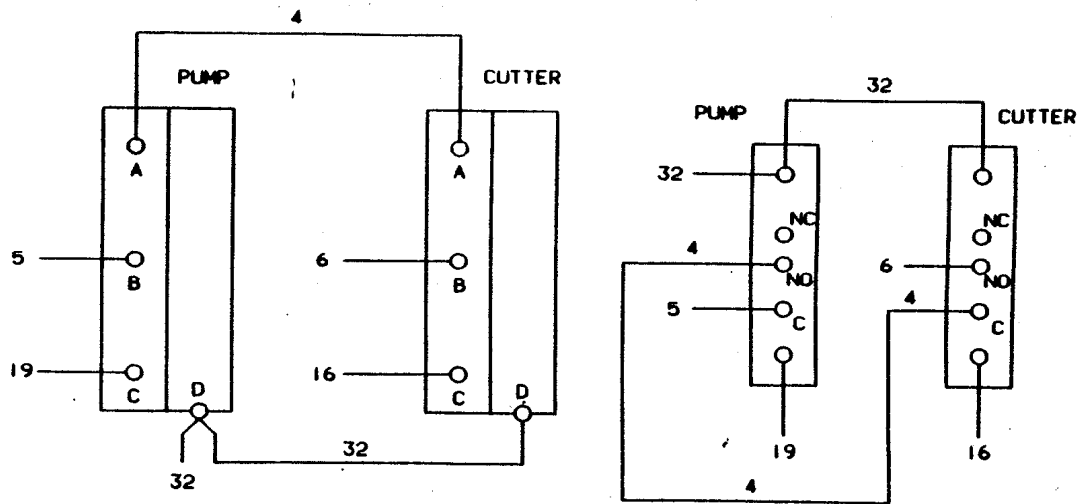 4
PUMP CUTTER
A A
5 B 6 B
19 C D 16 C D
32 32
32
PUMP CUTTER
32
NC NC
4 NO 6 NO
5 C 4 C
19 16
4